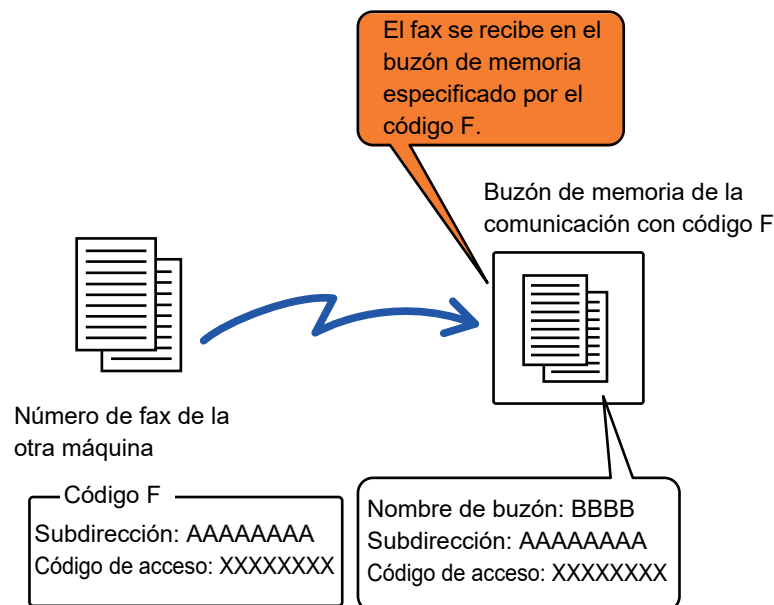 El fax se recibe en el
buzón de memoria
especificado por el
código F.
Buzón de memoria de la
comunicación con código F
Número de fax de la
otra máquina
Código F
Subdirección: AAAAAAAA
Código de acceso: XXXXXXXX
Nombre de buzón: BBBB
Subdirección: AAAAAAAA
Código de acceso: XXXXXXXX